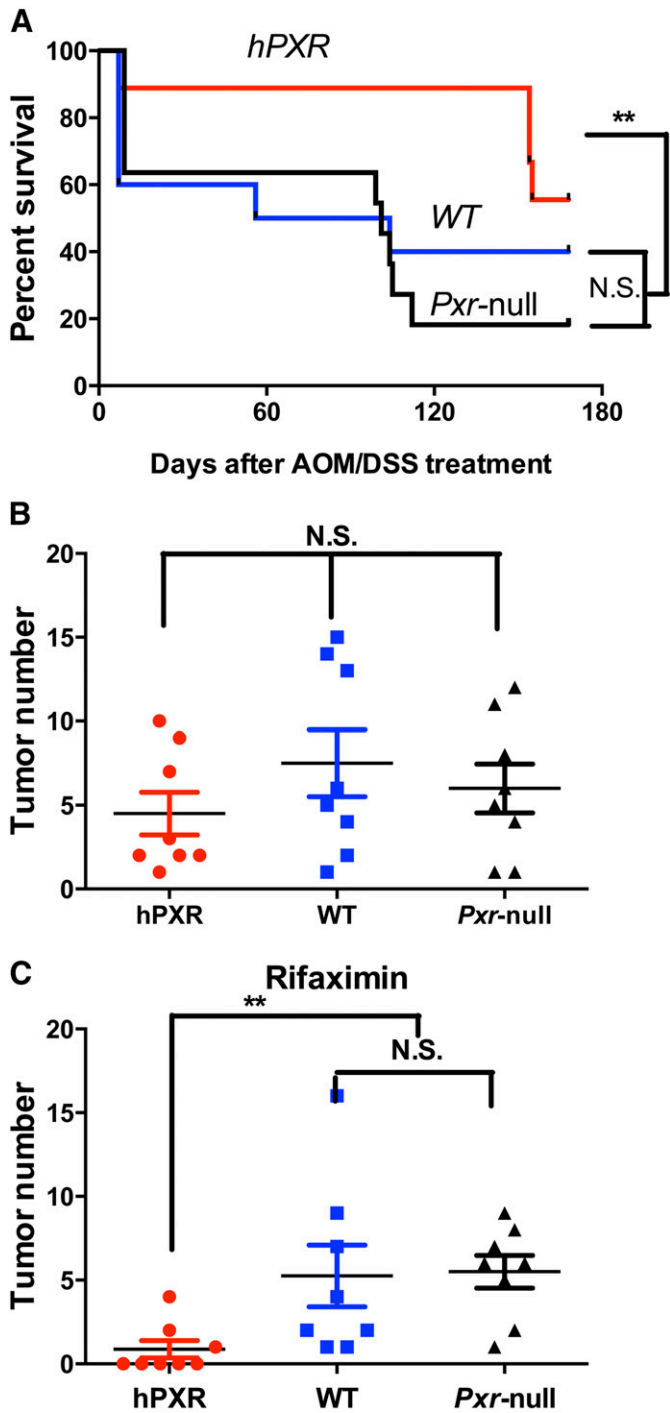 A
hPXR
**
WT
N.S.
Pxr-null
Percent survival
100
80
60
40
20
0
0 60 120 180
Days after AOM/DSS treatment
B
N.S.
Tumor number
20
15
10
5
0
hPXR WT Pxr-null
C
Rifaximin
**
N.S.
Tumor number
20
15
10
5
0
hPXR WT Pxr-null